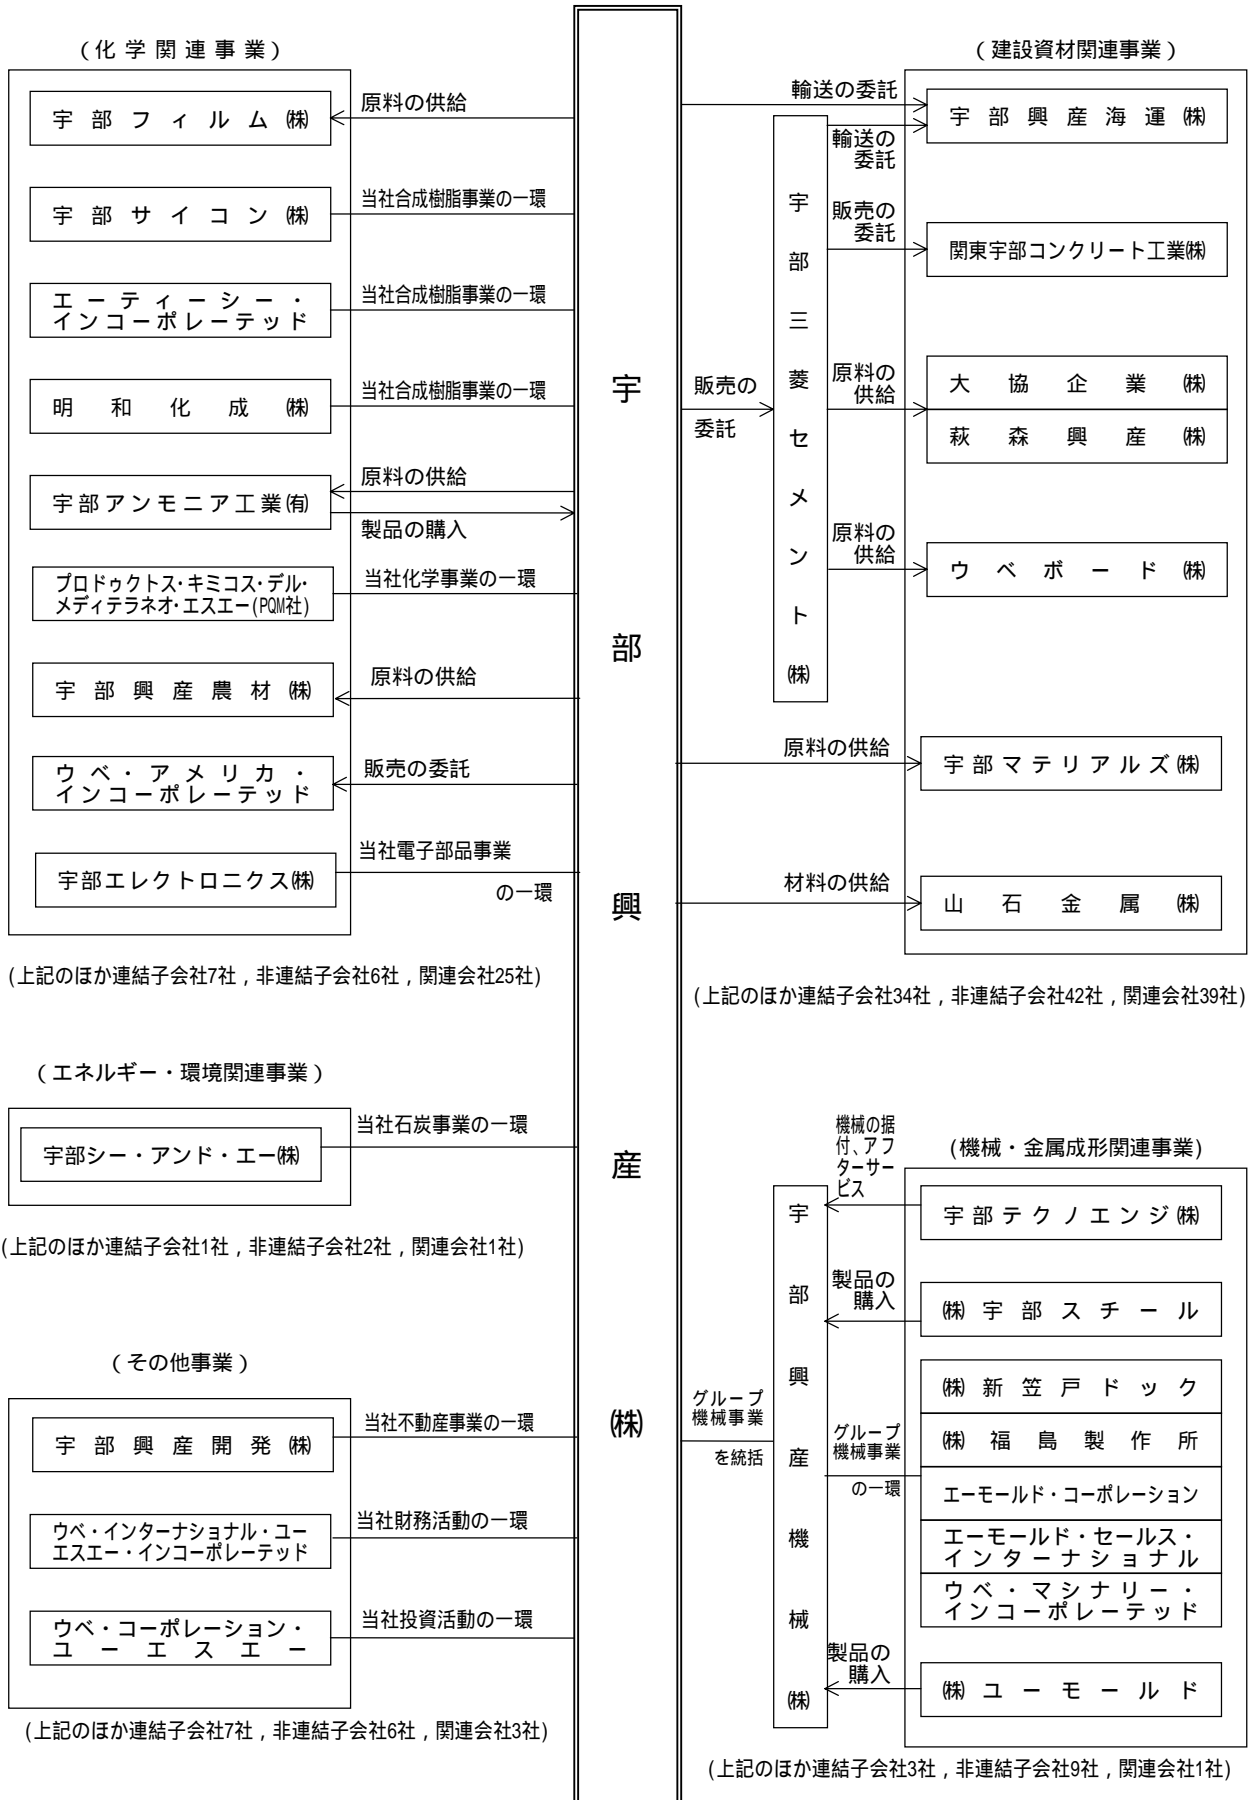 (化学関連事業)
宇部フィルム㈱
原料の供給
宇部サイコン㈱
当社合成樹脂事業の一環
エーティーシー・
インコーポレーテッド
当社合成樹脂事業の一環
明和化成㈱
当社合成樹脂事業の一環
宇部アンモニア工業㈲
原料の供給
製品の購入
プロドゥクトス・キミコス・デル・
メディテラネオ・エスエー(PQM社)
当社化学事業の一環
宇部興産農材㈱
原料の供給
ウベ・アメリカ・
インコーポレーテッド
販売の委託
宇部エレクトロニクス㈱
当社電子部品事業
の一環
(上記のほか連結子会社7社,非連結子会社6社,関連会社25社)
(エネルギー・環境関連事業)
宇部シー・アンド・エー㈱
当社石炭事業の一環
(上記のほか連結子会社1社,非連結子会社2社,関連会社1社)
(その他事業)
宇部興産開発㈱
当社不動産事業の一環
ウベ・インターナショナル・ユー
エスエー・インコーポレーテッド
当社財務活動の一環
ウベ・コーポレーション・
ユーエスエー
当社投資活動の一環
(上記のほか連結子会社7社,非連結子会社6社,関連会社3社)
宇部興産㈱
(建設資材関連事業)
輸送の委託
宇部興産海運㈱
販売の
委託
宇部三菱セメント㈱
輸送の
委託
販売の
委託
関東宇部コンクリート工業㈱
原料の
供給
大協企業㈱
萩森興産㈱
原料の
供給
ウベボード㈱
原料の供給
宇部マテリアルズ㈱
材料の供給
山石金属㈱
(上記のほか連結子会社34社,非連結子会社42社,関連会社39社)
(機械・金属成形関連事業)
グループ
機械事業
を統括
宇部興産機械㈱
機械の据
付、アフ
ターサー
ビス
宇部テクノエンジ㈱
製品の
購入
㈱宇部スチール
グループ
機械事業
の一環
㈱新笠戸ドック
㈱福島製作所
エーモールド・コーポレーション
エーモールド・セールス・
インターナショナル
ウベ・マシナリー・
インコーポレーテッド
製品の
購入
㈱ユーモールド
(上記のほか連結子会社3社,非連結子会社9社,関連会社1社)